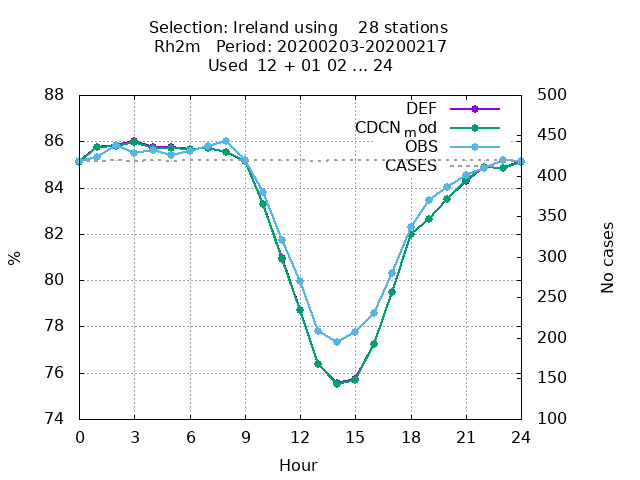 Selection: Ireland using 28 stations
Rh2m Period: 20200203-20200217
Used 12 + 01 02 ... 24
DEF
CDCN mod
OBS
CASES
88
86
84
82
80
78
76
74
%
500
450
400
350
300
250
200
150
100
No cases
0 3 6 9 12 15 18 21 24
Hour